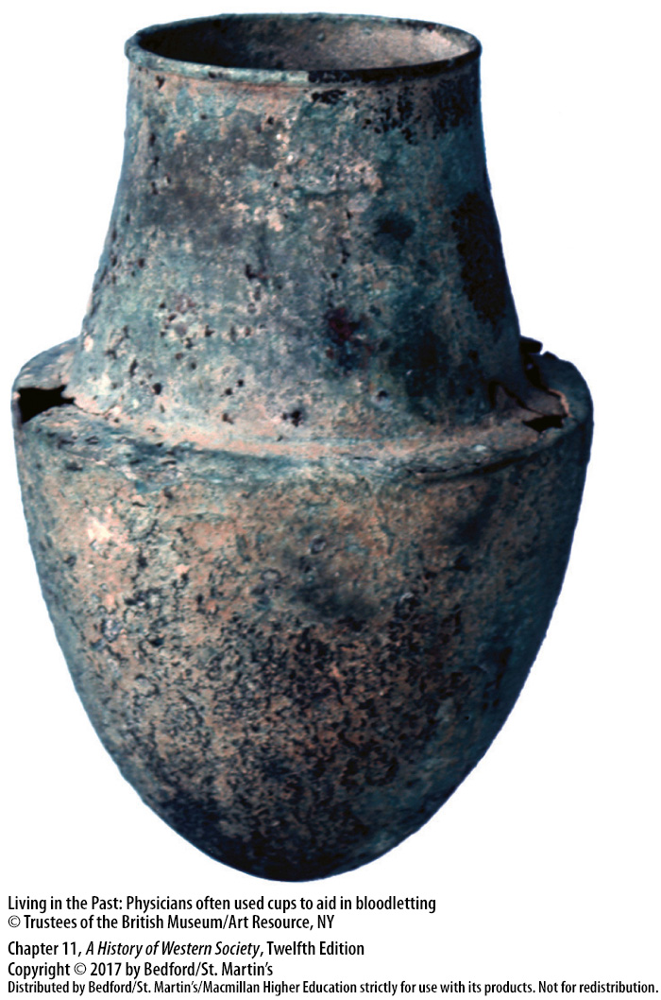 Living in the Past: Physicians often used cups to aid in bloodletting
© Trustees of the British Museum/Art Resource, NY
Chapter 11, A History of Western Society, Twelfth Edition
Copyright © 2017 by Bedford/St. Martin’s
Distributed by Bedford/St. Martin’s/Macmillan Higher Education strictly for use with its products. Not for redistribution.